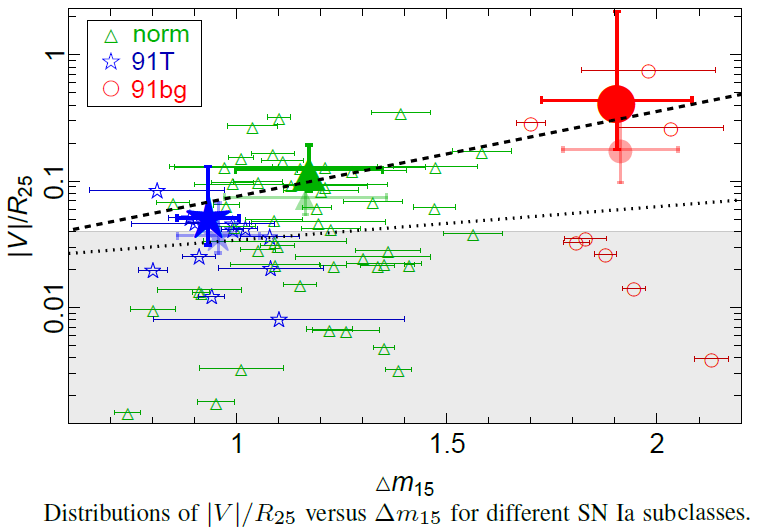 norm
91T
91bg
1
0.1
0.01
|V|/R₂₅
1 1.5 2
△m₁₅
Distributions of |V|/R₂₅ versus Δm₁₅ for different SN Ia subclasses.